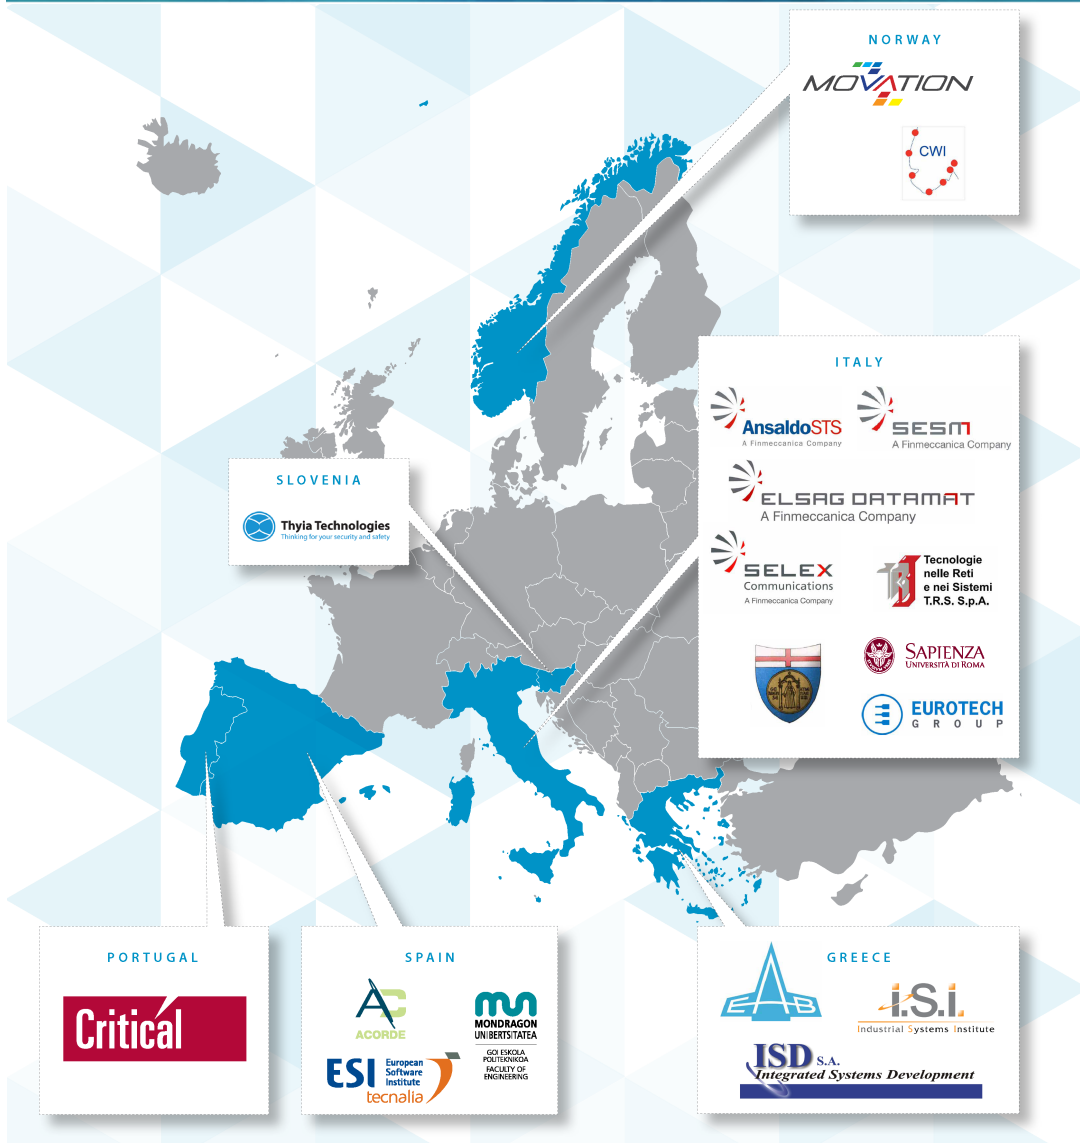 NORWAY
MOVATION
CWI
ITALY
AnsaldoSTS
A Finmeccanica Company
SESM
A Finmeccanica Company
ELSAG DATAMAT
A Finmeccanica Company
SELEX
Communications
A Finmeccanica Company
Tecnologie
nelle Reti
e nei Sistemi
T.R.S. S.p.A.
SAPIENZA
UNIVERSITÀ DI ROMA
EUROTECH
GROUP
SLOVENIA
Thyia Technologies
Thinking for your security and safety
PORTUGAL
Critical
SPAIN
AC
ACORDE
MONDRAGON
UNIBERTSITATEA
GOI ESKOLA
POLITEKNIKOA
FACULTY OF
ENGINEERING
ESI
European
Software
Institute
tecnalia
GREECE
EAB
i.S.i.
Industrial Systems Institute
ISD S.A.
Integrated Systems Development